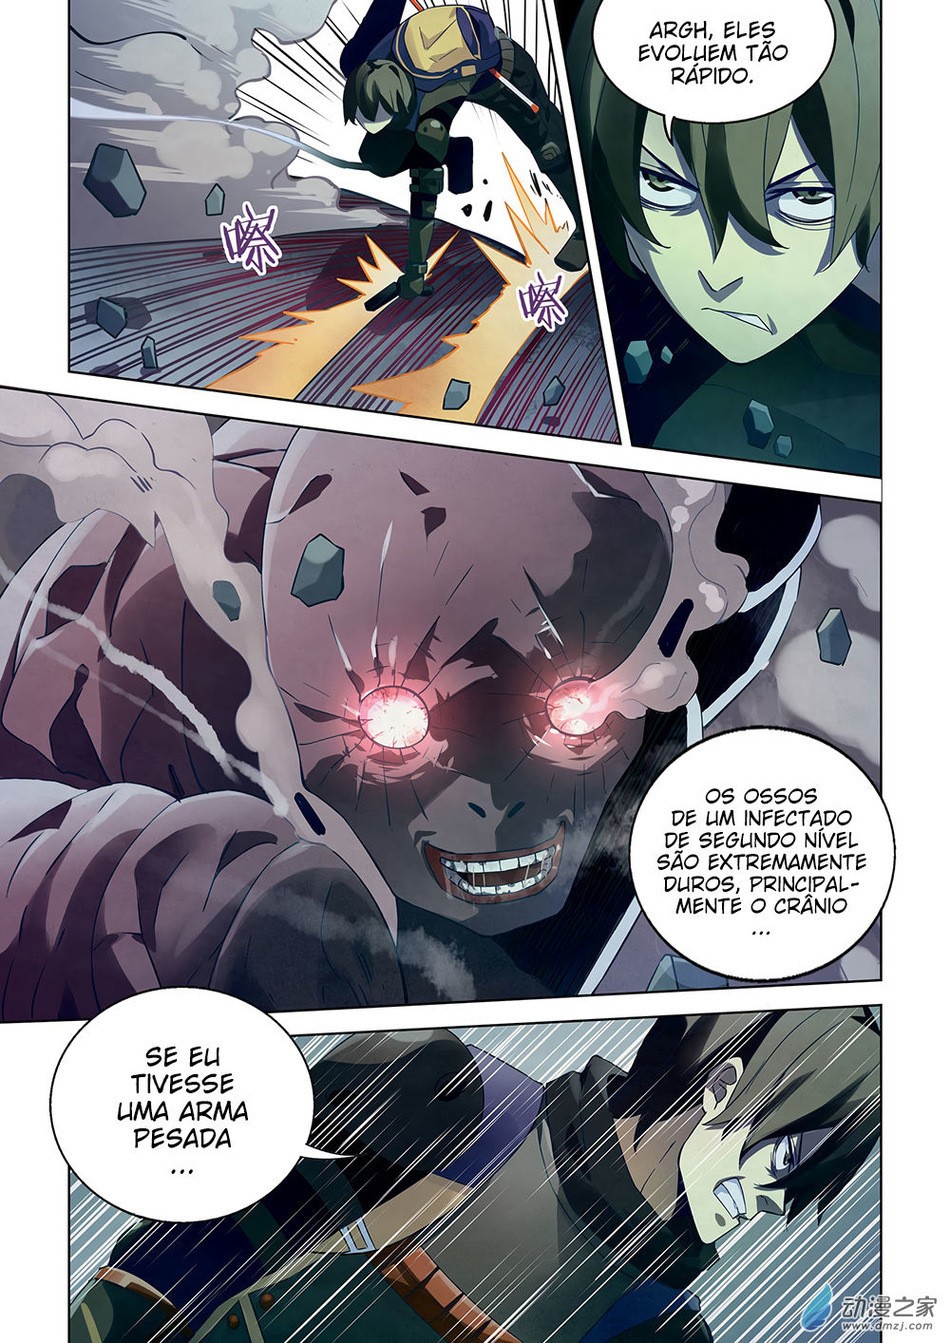 ARGH, ELES
EVOLUEM TÃO
RÁPIDO.
嚓
嚓
OS OSSOS
DE UM INFECTADO
DE SEGUNDO NÍVEL
SÃO EXTREMAMENTE
DUROS, PRINCIPAL-
MENTE O CRÂNIO
...
SE EU
TIVESSE
UMA ARMA
PESADA
...
动漫之家
www.dmzj.com